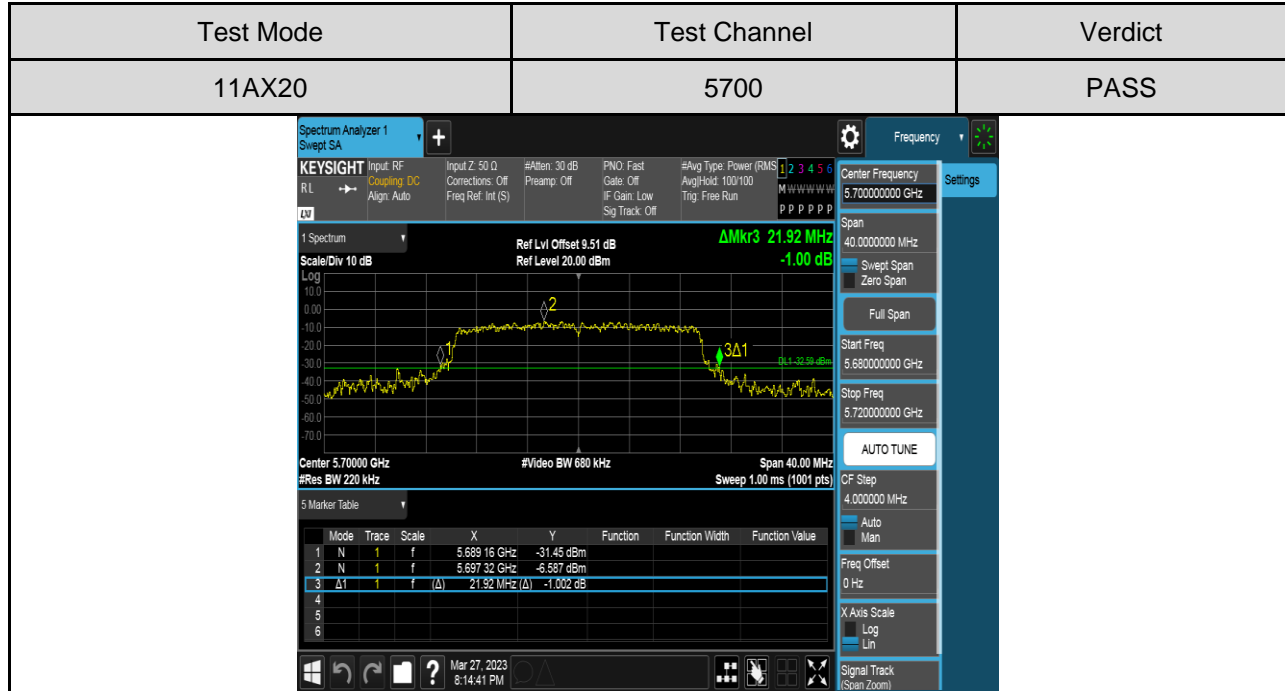 Test Mode Test Channel Verdict
11AX20 5700 PASS
Spectrum Analyzer 1
Swept SA
+
Frequency
KEYSIGHT Input: RF Input Z: 50 Ω #Atten: 30 dB PNO: Fast #Avg Type: Power (RMS 1 2 3 4 5 6
RL Coupling: DC Corrections: Off Preamp: Off Gate: Off Avg|Hold: 100/100 M W W W W W
Align: Auto Freq Ref: Int (S) IF Gain: Low Trig: Free Run
LXI Sig Track: Off P P P P P P
1 Spectrum Ref Lvl Offset 9.51 dB ΔMkr3 21.92 MHz
Scale/Div 10 dB Ref Level 20.00 dBm -1.00 dB
Log
10.0
0.00
-10.0
-20.0
-30.0
-40.0
-50.0
-60.0
-70.0
2
1
3Δ1
DL1 -32.59 dBm
Center 5.70000 GHz #Video BW 680 kHz Span 40.00 MHz
#Res BW 220 kHz Sweep 1.00 ms (1001 pts)
5 Marker Table
Mode Trace Scale X Y Function Function Width Function Value
1 N 1 f 5.689 16 GHz -31.45 dBm
2 N 1 f 5.697 32 GHz -6.587 dBm
3 Δ1 1 f (Δ) 21.92 MHz (Δ) -1.002 dB
4
5
6
?
Mar 27, 2023
8:14:41 PM
Center Frequency
5.700000000 GHz
Settings
Span
40.0000000 MHz
Swept Span
Zero Span
Full Span
Start Freq
5.680000000 GHz
Stop Freq
5.720000000 GHz
AUTO TUNE
CF Step
4.000000 MHz
Auto
Man
Freq Offset
0 Hz
X Axis Scale
Log
Lin
Signal Track
(Span Zoom)